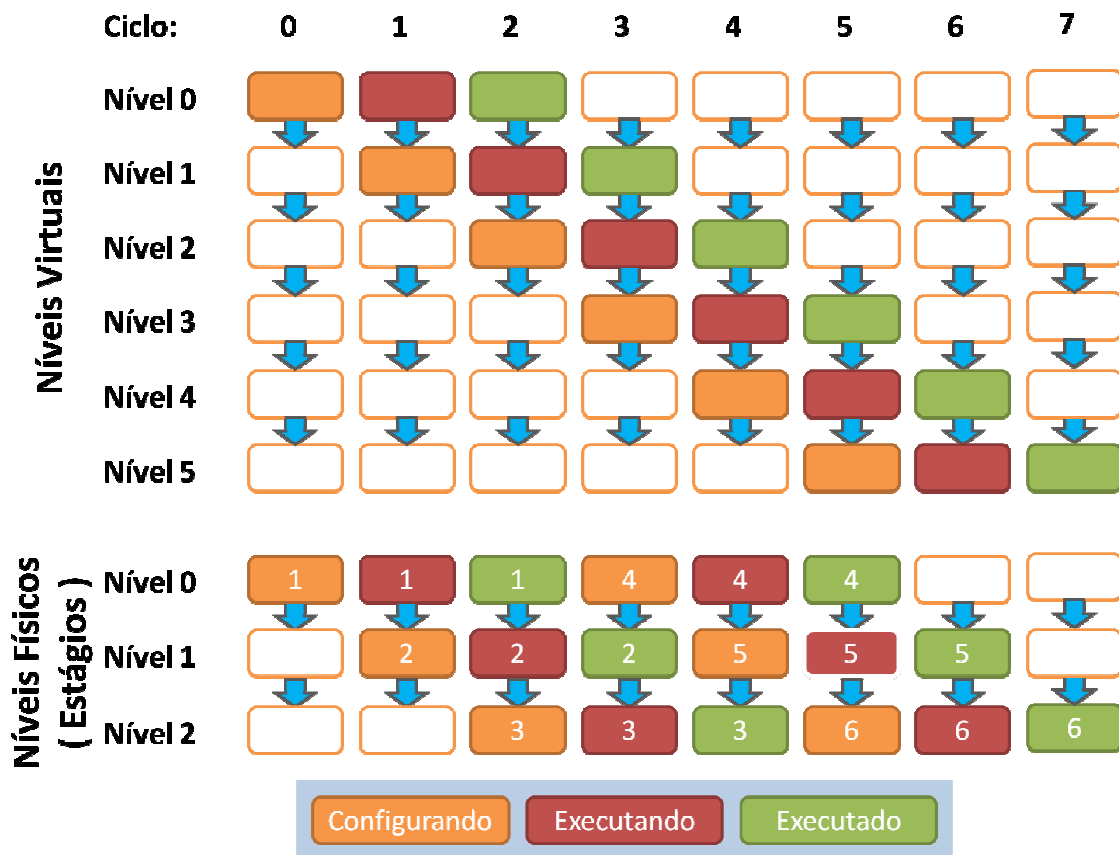 Ciclo: 0 1 2 3 4 5 6 7
Níveis Virtuais
Nível 0
Nível 1
Nível 2
Nível 3
Nível 4
Nível 5
Níveis Físicos
( Estágios )
Nível 0 1 1 1 4 4 4
Nível 1 2 2 2 5 5 5
Nível 2 3 3 3 6 6 6
Configurando Executando Executado